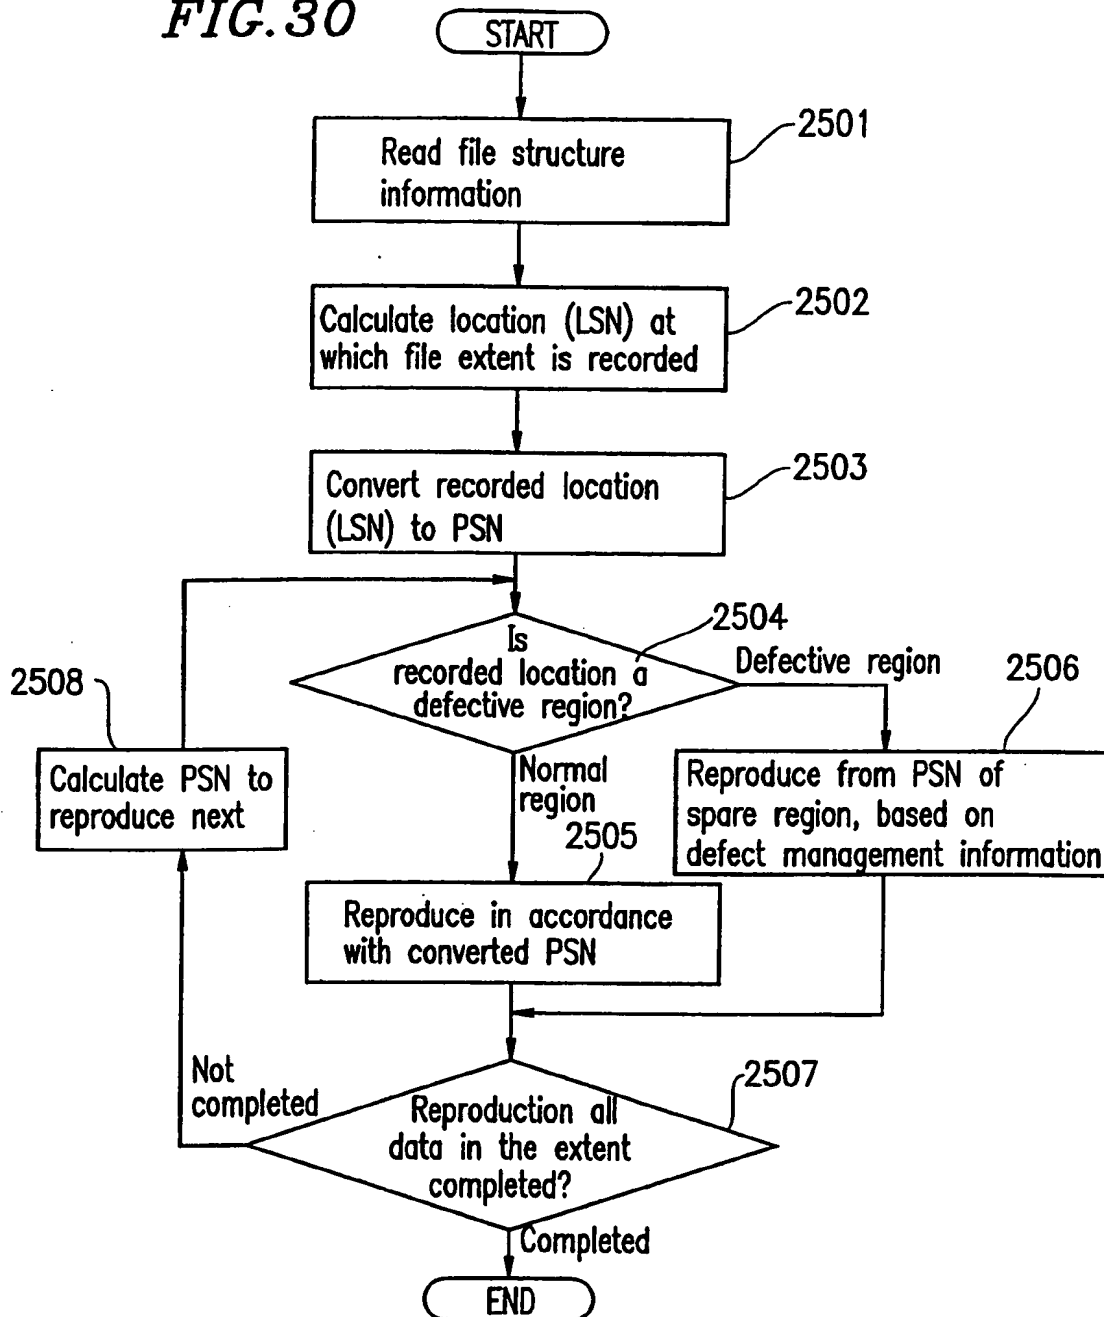 FIG.30
START
2501
Read file structure
information
2502
Calculate location (LSN) at
which file extent is recorded
2503
Convert recorded location
(LSN) to PSN
2504
Is
recorded location a
defective region?
Defective region
2506
2508
Calculate PSN to
reproduce next
Normal
region
Reproduce from PSN of
spare region, based on
defect management information
2505
Reproduce in accordance
with converted PSN
Not
completed
2507
Reproduction all
data in the extent
completed?
Completed
END